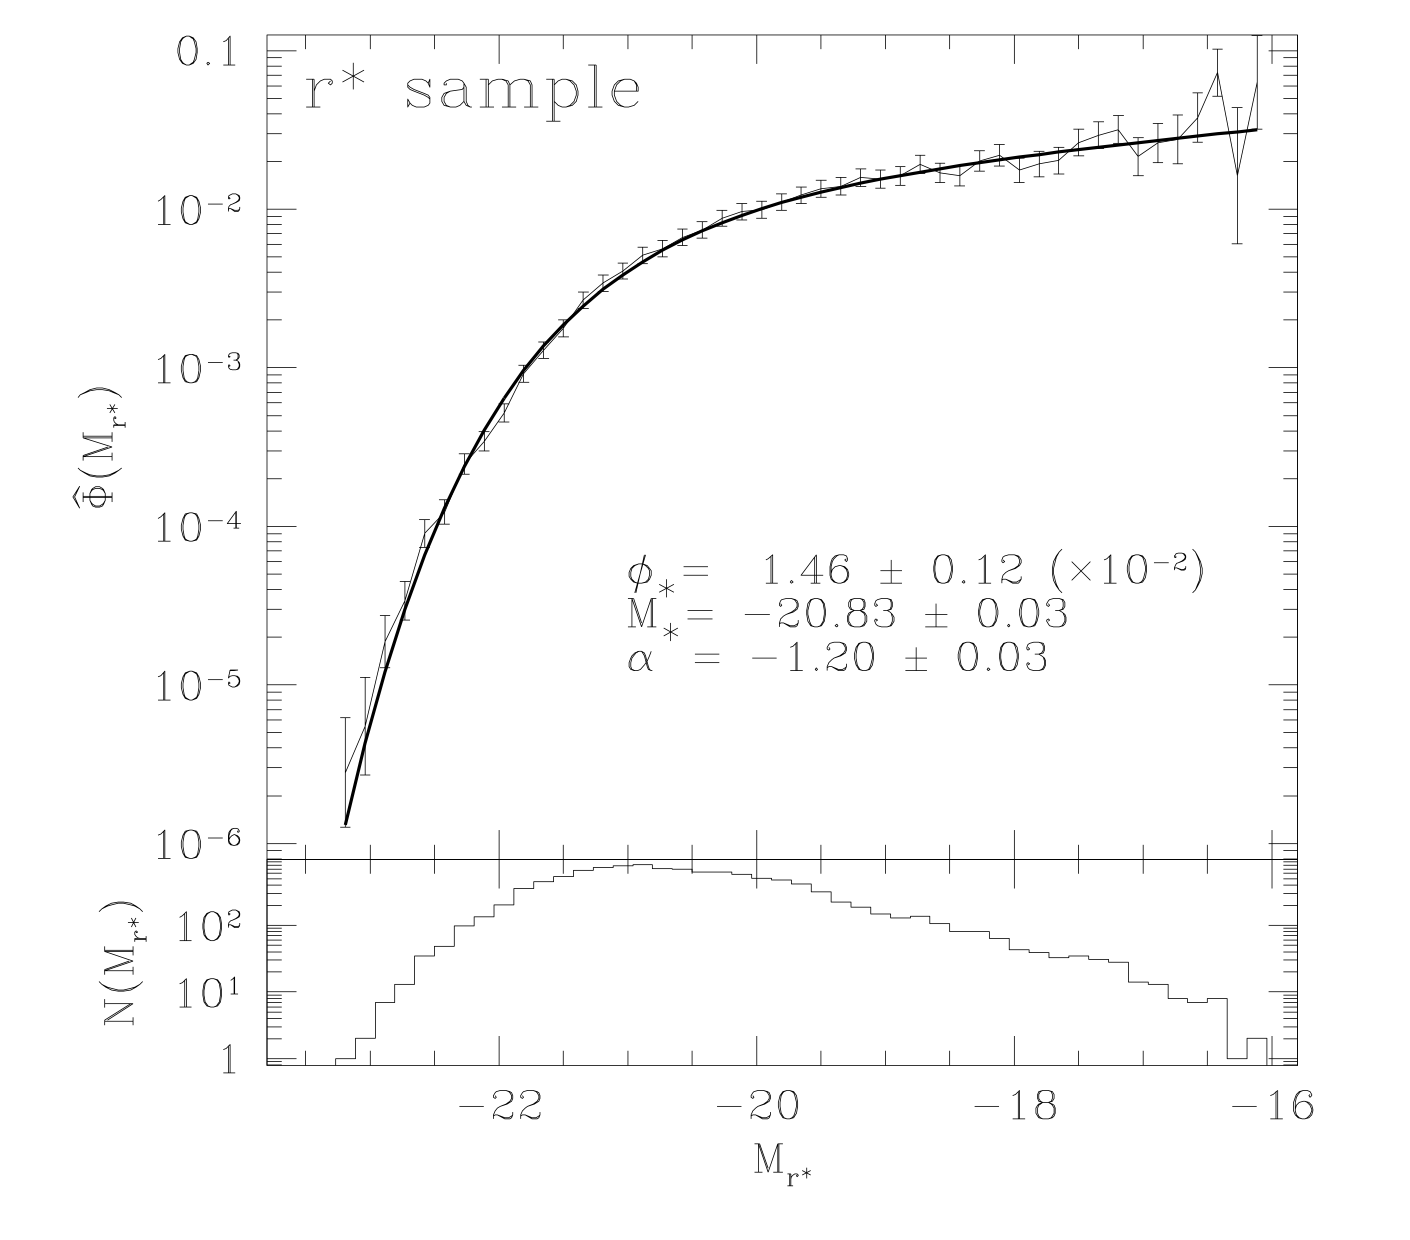 r* sample
0.1
10⁻²
10⁻³
10⁻⁴
10⁻⁵
10⁻⁶
Φ̂(M_r*)
ϕ_*= 1.46 ± 0.12 (×10⁻²)
M_*= −20.83 ± 0.03
α = −1.20 ± 0.03
10²
10¹
1
N(M_r*)
−22 −20 −18 −16
M_r*